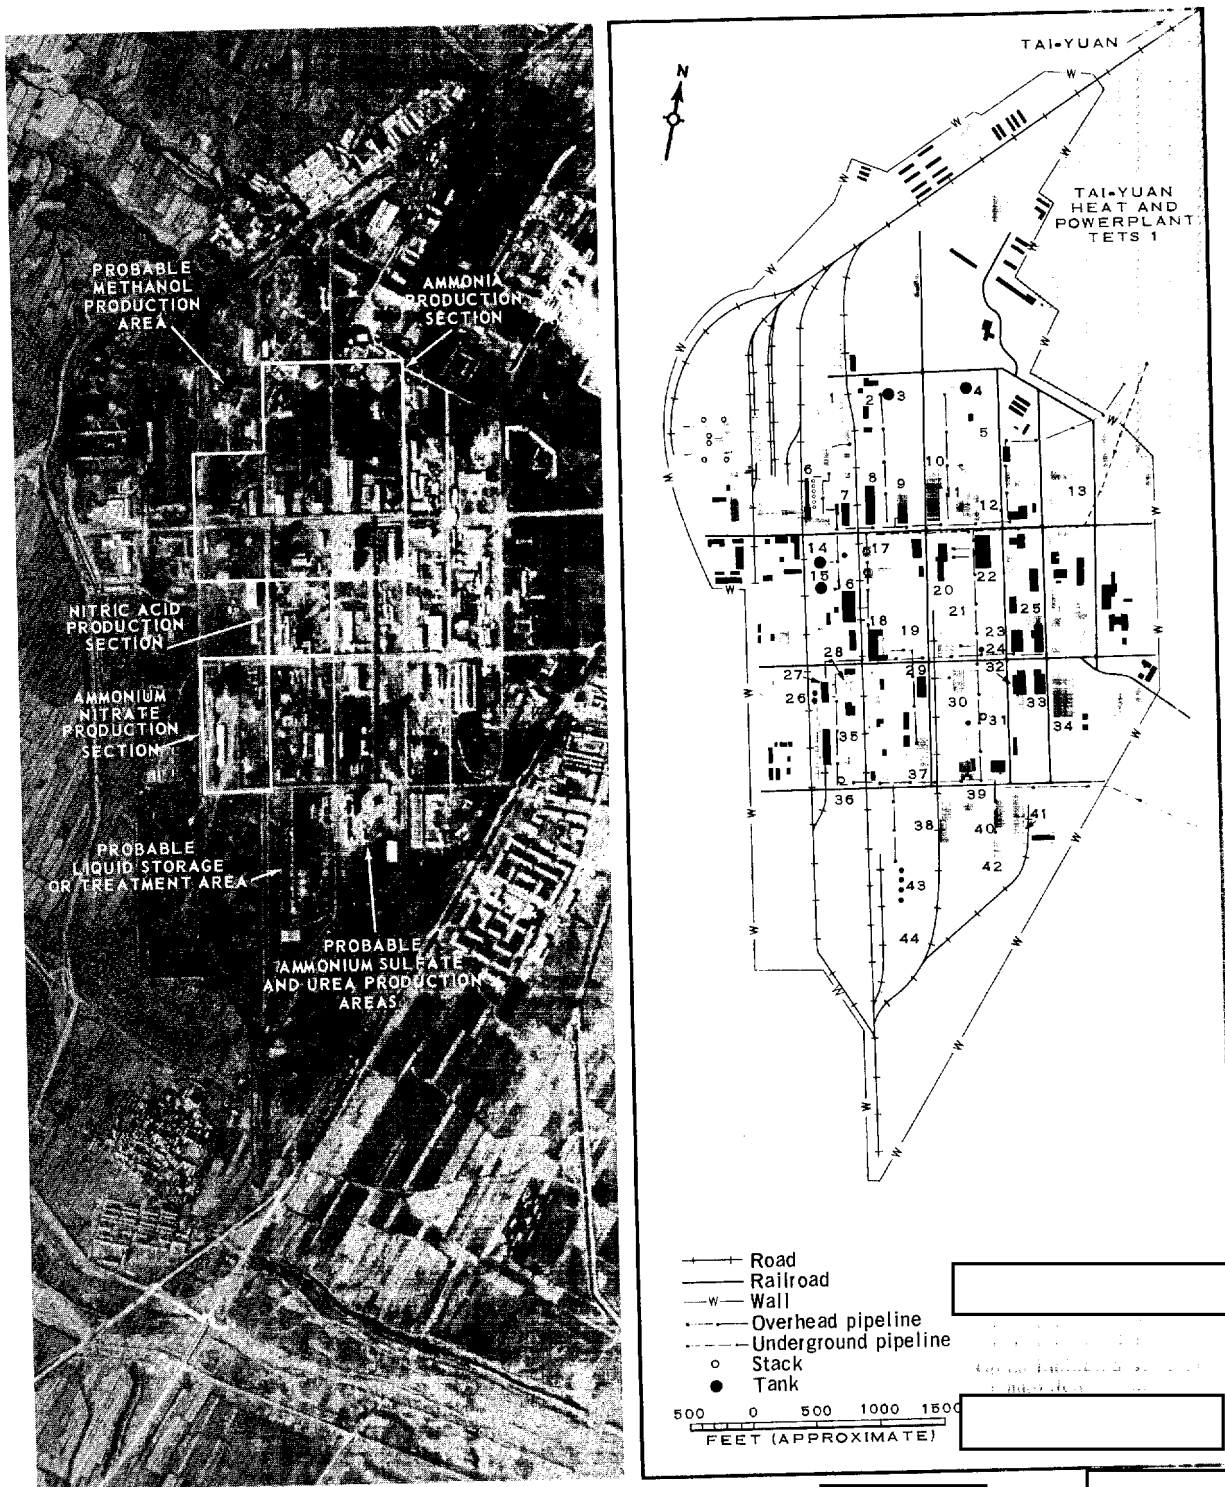 PROBABLE
METHANOL
PRODUCTION
AREA
AMMONIA
PRODUCTION
SECTION
NITRIC ACID
PRODUCTION
SECTION
AMMONIUM
NITRATE
PRODUCTION
SECTION
PROBABLE
LIQUID STORAGE
OR TREATMENT AREA
PROBABLE
AMMONIUM SULFATE
AND UREA PRODUCTION
AREAS
TAI-YUAN
N
TAI-YUAN
HEAT AND
POWERPLANT
TETS 1
1
2
3
4
5
6
7
8
9
10
11
12
13
14
15
16
17
18
19
20
21
22
23
24
25
26
27
28
29
30
31
32
33
34
35
36
37
38
39
40
41
42
43
44
Road
Railroad
W Wall
Overhead pipeline
Underground pipeline
Stack
Tank
500 0 500 1000 1500
FEET (APPROXIMATE)